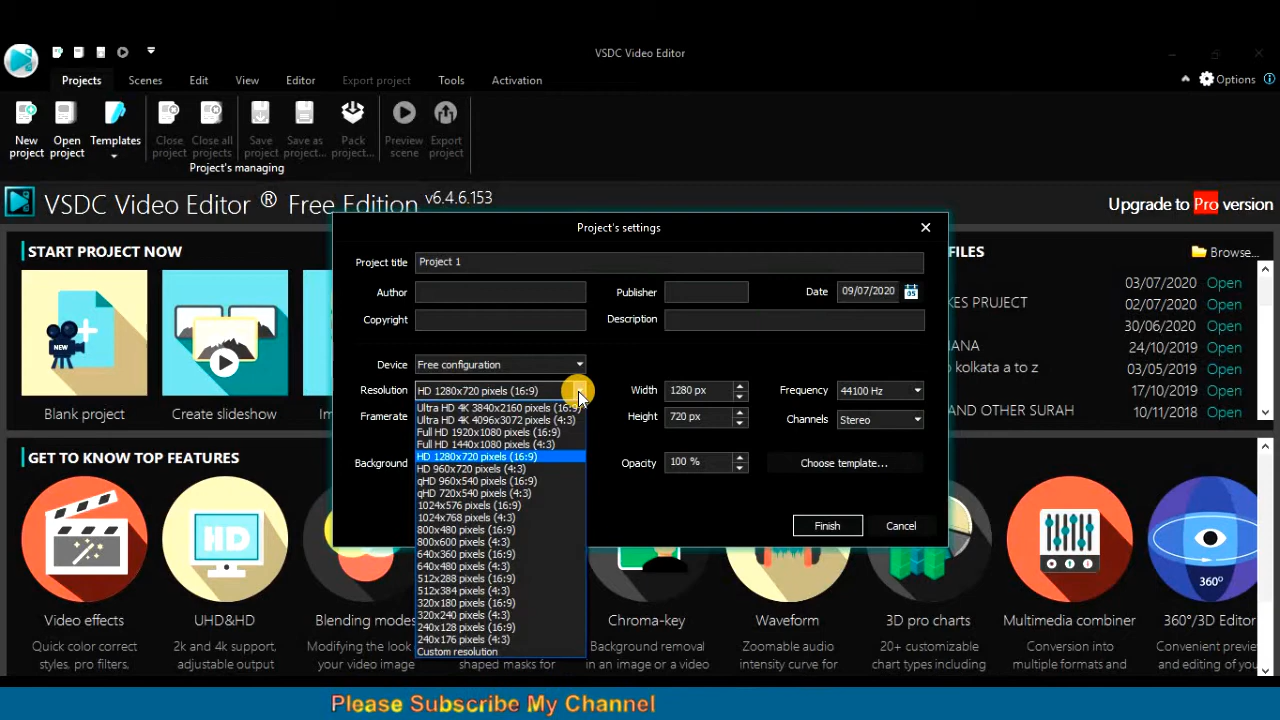 VSDC Video Editor
Projects Scenes Edit View Editor Export project Tools Activation Options
New project Open project Templates Close project Close all projects Save project Save as project... Pack project... Preview scene Export project
Project's managing
VSDC Video Editor ® Free Edition v6.4.6.153
Upgrade to Pro version
START PROJECT NOW
Blank project
Create slideshow
Im
Project's settings
Project title Project 1
Author Publisher Date 09/07/2020
Copyright Description
Device Free configuration
Resolution HD 1280x720 pixels (16:9) Width 1280 px Frequency 44100 Hz
Framerate Height 720 px Channels Stereo
Background Opacity 100 % Choose template...
Ultra HD 4K 3840x2160 pixels (16:9)
Ultra HD 4K 4096x3072 pixels (4:3)
Full HD 1920x1080 pixels (16:9)
Full HD 1440x1080 pixels (4:3)
HD 1280x720 pixels (16:9)
HD 960x720 pixels (4:3)
qHD 960x540 pixels (16:9)
qHD 720x540 pixels (4:3)
1024x576 pixels (16:9)
1024x768 pixels (4:3)
800x480 pixels (16:9)
800x600 pixels (4:3)
640x360 pixels (16:9)
640x480 pixels (4:3)
512x288 pixels (16:9)
512x384 pixels (4:3)
320x180 pixels (16:9)
320x240 pixels (4:3)
240x128 pixels (16:9)
240x176 pixels (4:3)
Custom resolution
Finish Cancel
FILES Browse...
03/07/2020 Open
KES PRUJECT 02/07/2020 Open
30/06/2020 Open
ANA 24/10/2019 Open
o kolkata a to z 17/10/2019 Open
AND OTHER SURAH 10/11/2018 Open
GET TO KNOW TOP FEATURES
HD
360°
Video effects
Quick color correct
styles, pro filters,
UHD&HD
2k and 4k support,
adjustable output
Blending modes
Modifying the look
your video image
shaped masks for
Chroma-key
Background removal
in an image or a video
Waveform
Zoomable audio
intensity curve for
3D pro charts
20+ customizable
chart types including
Multimedia combiner
Conversion into
multiple formats and
360°/3D Editor
Convenient preview
and editing of your
Please Subscribe My Channel